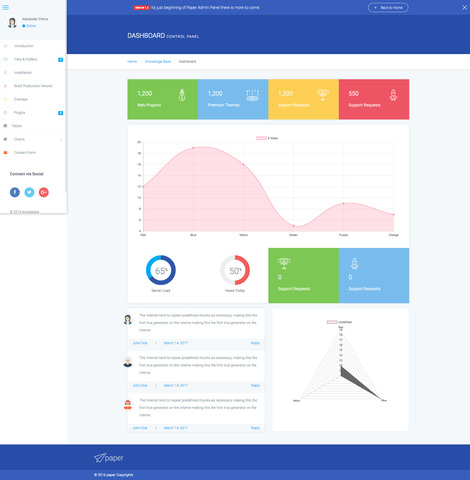 Alexander Pierce
Online
Its just beginning of Paper Admin Panel there is more to come.
Back to Home
DASHBOARD CONTROL PANEL
Home
Knowledge Base
Dashboard
Introduction
Files & Folders
Installation
Build Production Version
Overlays
Plugins
Tables
Charts
Contact Form
Connect via Social
1,200
Web Projects
1,200
Premium Themes
1,200
Support Requests
550
Support Requests
# Votes
Red
Blue
Yellow
Green
Purple
Orange
65%
Server Load
50%
Views Today
0
Support Requests
0
Support Requests
The internet tend to repeat predefined chunks as necessary, making this the
first true generator on the interne making this the first true generator on the
interne
John Doe
March 14 2017
Reply
The internet tend to repeat predefined chunks as necessary, making this the
first true generator on the interne making this the first true generator on the
interne
John Doe
March 14 2017
Reply
The internet tend to repeat predefined chunks as necessary, making this the
first true generator on the interne making this the first true generator on the
interne
John Doe
March 14 2017
Reply
undefined
Red
Yellow
Blue
paper
© 2016 paper Copyrights